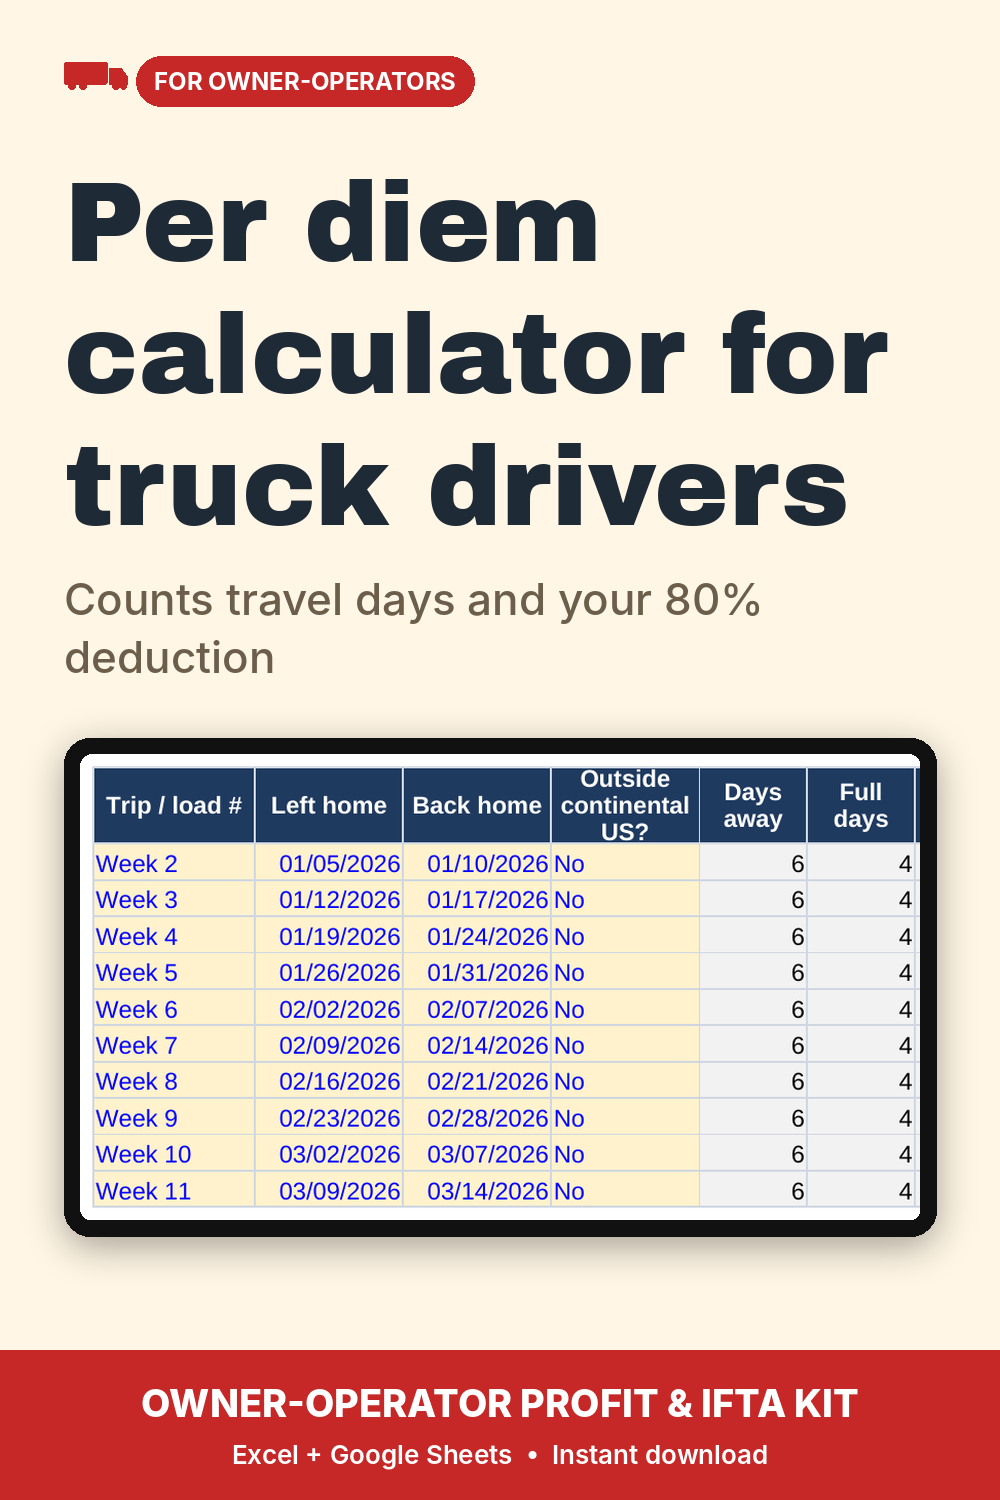 FOR OWNER-OPERATORS
Per diem
calculator for
truck drivers
Counts travel days and your 80%
deduction
Trip / load # Left home Back home Outside continental US? Days away Full days
Week 2 01/05/2026 01/10/2026 No 6 4
Week 3 01/12/2026 01/17/2026 No 6 4
Week 4 01/19/2026 01/24/2026 No 6 4
Week 5 01/26/2026 01/31/2026 No 6 4
Week 6 02/02/2026 02/07/2026 No 6 4
Week 7 02/09/2026 02/14/2026 No 6 4
Week 8 02/16/2026 02/21/2026 No 6 4
Week 9 02/23/2026 02/28/2026 No 6 4
Week 10 03/02/2026 03/07/2026 No 6 4
Week 11 03/09/2026 03/14/2026 No 6 4
OWNER-OPERATOR PROFIT & IFTA KIT
Excel + Google Sheets • Instant download